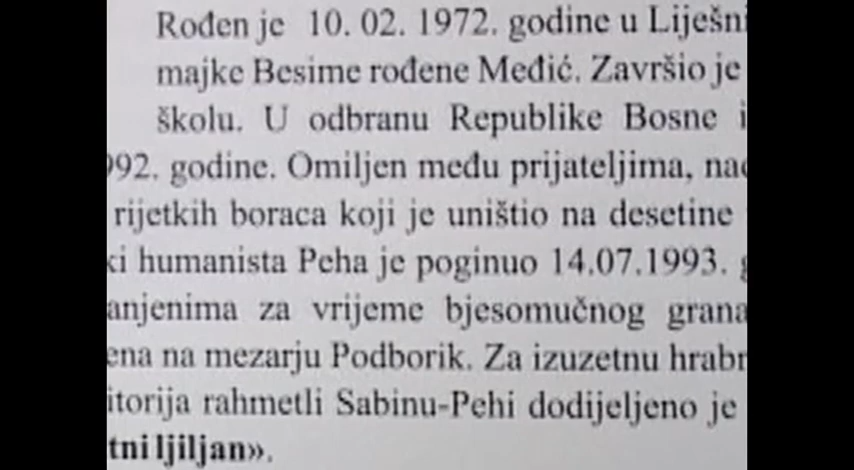 Rođen je 10. 02. 1972. godine u Liješni
majke Besime rođene Međić. Završio je
školu. U odbranu Republike Bosne i
992. godine. Omiljen među prijateljima, nad
rijetkih boraca koji je uništio na desetine
ki humanista Peha je poginuo 14.07.1993. g
anjenima za vrijeme bjesomučnog grana
ena na mezarju Podborik. Za izuzetnu hrabr
itorija rahmetli Sabinu-Pehi dodijeljeno je
tni ljiljan».